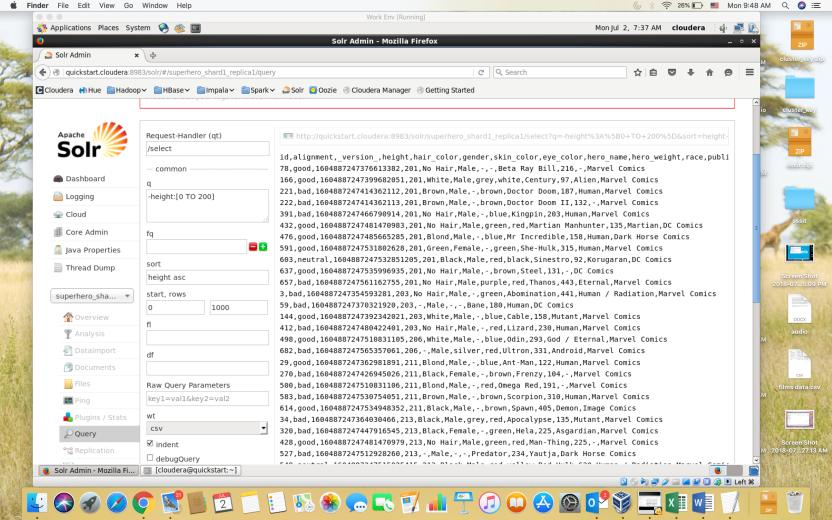 Finder File Edit View Go Window Help
26% Mon 9:48 AM
Work Env [Running]
Applications Places System
Mon Jul 2, 7:37 AM cloudera
Solr Admin - Mozilla Firefox
Solr Admin
quickstart.cloudera:8983/solr/#/superhero_shard1_replica1/query
Search
Cloudera Hue Hadoop HBase Impala Spark Solr Oozie Cloudera Manager Getting Started
Apache
Solr
Dashboard
Logging
Cloud
Core Admin
Java Properties
Thread Dump
superhero_sha...
Overview
Analysis
Dataimport
Documents
Files
Ping
Plugins / Stats
Query
Replication
Request-Handler (qt)
/select
common
q
-height:[0 TO 200]
fq
sort
height asc
start, rows
0 1000
fl
df
Raw Query Parameters
key1=val1&key2=val2
wt
csv
indent
debugQuery
http://quickstart.cloudera:8983/solr/superhero_shard1_replica1/select?q=-height%3A%5B0+TO+200%5D&sort=height-
id,alignment,_version_,height,hair_color,gender,skin_color,eye_color,hero_name,hero_weight,race,publi
78,good,1604887247376613382,201,No Hair,Male,-,-,Beta Ray Bill,216,-,Marvel Comics
166,good,1604887247399682051,201,White,Male,grey,white,Century,97,Alien,Marvel Comics
221,bad,1604887247414362112,201,Brown,Male,-,brown,Doctor Doom,187,Human,Marvel Comics
222,bad,1604887247414362113,201,Brown,Male,-,brown,Doctor Doom II,132,-,Marvel Comics
391,bad,1604887247466790914,201,No Hair,Male,-,blue,Kingpin,203,Human,Marvel Comics
432,good,1604887247481470983,201,No Hair,Male,green,red,Martian Manhunter,135,Martian,DC Comics
476,good,1604887247485665285,201,Blond,Male,-,blue,Mr Incredible,158,Human,Dark Horse Comics
591,good,1604887247531802628,201,Green,Female,-,green,She-Hulk,315,Human,Marvel Comics
603,neutral,1604887247532851205,201,Black,Male,red,black,Sinestro,92,Korugaran,DC Comics
637,good,1604887247535996935,201,No Hair,Male,-,brown,Steel,131,-,DC Comics
657,bad,1604887247561162755,201,No Hair,Male,purple,red,Thanos,443,Eternal,Marvel Comics
3,bad,1604887247354593281,203,No Hair,Male,-,green,Abomination,441,Human / Radiation,Marvel Comics
59,bad,1604887247370321920,203,-,Male,-,-,Bane,180,Human,DC Comics
144,good,1604887247392342021,203,White,Male,-,blue,Cable,158,Mutant,Marvel Comics
412,bad,1604887247480422401,203,No Hair,Male,-,red,Lizard,230,Human,Marvel Comics
498,good,1604887247510831105,206,White,Male,-,blue,Odin,293,God / Eternal,Marvel Comics
682,bad,1604887247565357061,206,-,Male,silver,red,Ultron,331,Android,Marvel Comics
29,good,1604887247362981891,211,Blond,Male,-,blue,Ant-Man,122,Human,Marvel Comics
270,bad,1604887247426945026,211,Black,Female,-,brown,Frenzy,104,-,Marvel Comics
500,bad,1604887247510831106,211,Blond,Male,-,red,Omega Red,191,-,Marvel Comics
583,bad,1604887247530754051,211,Brown,Male,-,brown,Scorpion,310,Human,Marvel Comics
614,good,1604887247534948352,211,Black,Male,-,brown,Spawn,405,Demon,Image Comics
34,bad,1604887247364030466,213,Black,Male,grey,red,Apocalypse,135,Mutant,Marvel Comics
320,bad,1604887247447916545,213,Black,Female,-,green,Hela,225,Asgardian,Marvel Comics
428,good,1604887247481470979,213,No Hair,Male,green,red,Man-Thing,225,-,Marvel Comics
527,bad,1604887247512928260,213,-,Male,-,-,Predator,234,Yautja,Dark Horse Comics
Solr Admin - Mozilla Fi...
[cloudera@quickstart:~]
Left ⌘
audio
films data.csv
Screen Shot